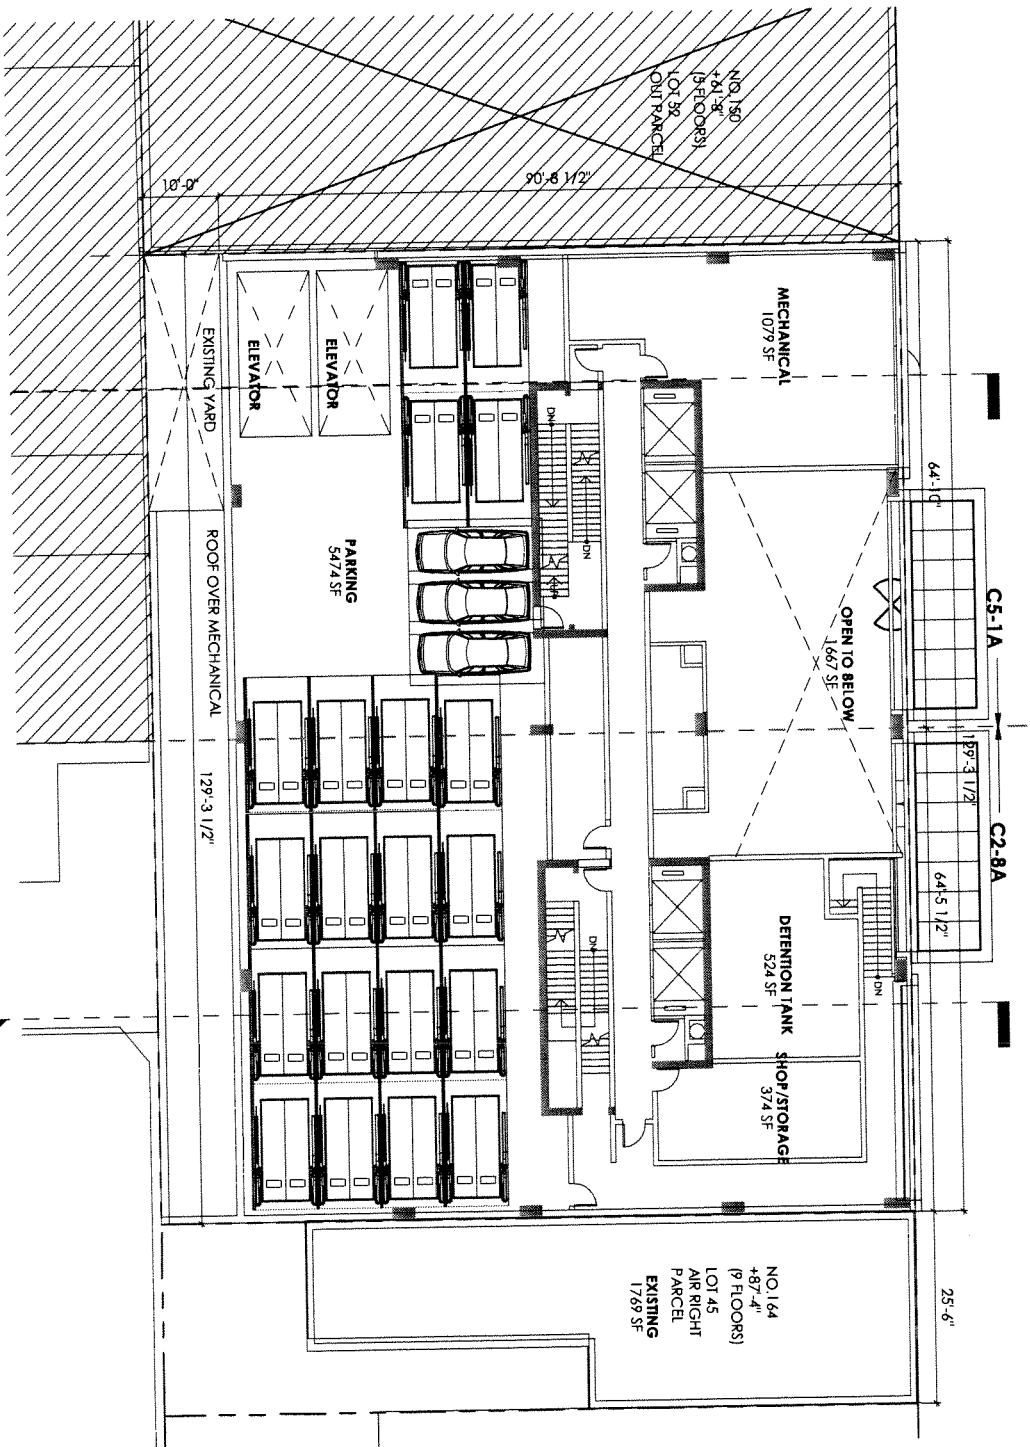 NO.150
+61'-8"
(5 FLOORS)
LOT 52
OUT PARCEL
10'-0"
90'-8 1/2"
MECHANICAL
1079 SF
64'-10"
C5-1A
C2-8A
129'-3 1/2"
64'-5 1/2"
OPEN TO BELOW
1667 SF
ELEVATOR
ELEVATOR
EXISTING YARD
ROOF OVER MECHANICAL
129'-3 1/2"
PARKING
5474 SF
DN
DN
UP
DN
DN
DETENTION TANK
524 SF
SHOP/STORAGE
374 SF
NO.164
+87'-4"
(9 FLOORS)
LOT 45
AIR RIGHT
PARCEL
EXISTING
1769 SF
25'-6"